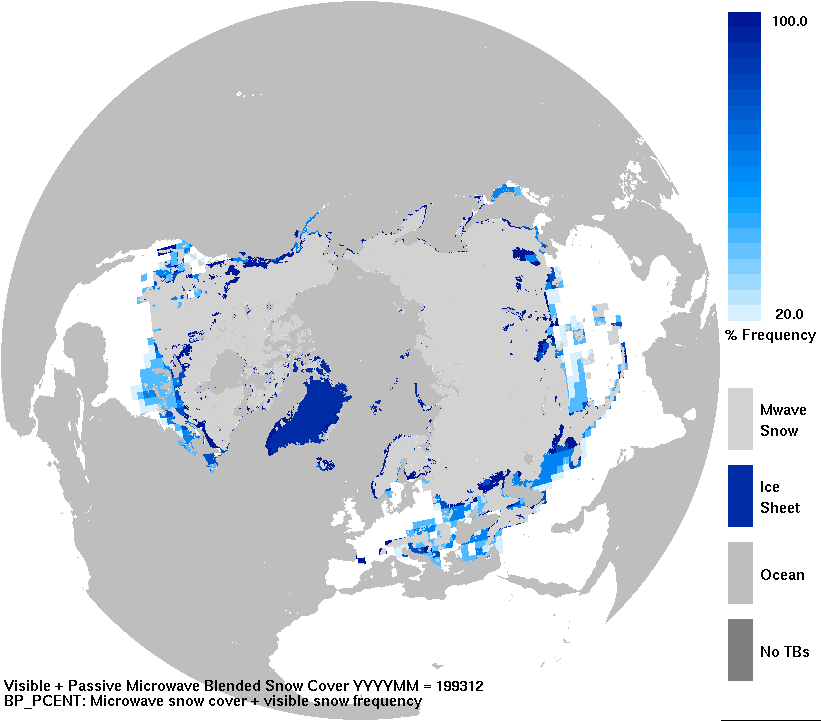 100.0
20.0
% Frequency
Mwave
Snow
Ice
Sheet
Ocean
No TBs
Visible + Passive Microwave Blended Snow Cover YYYYMM = 199312
BP_PCENT: Microwave snow cover + visible snow frequency